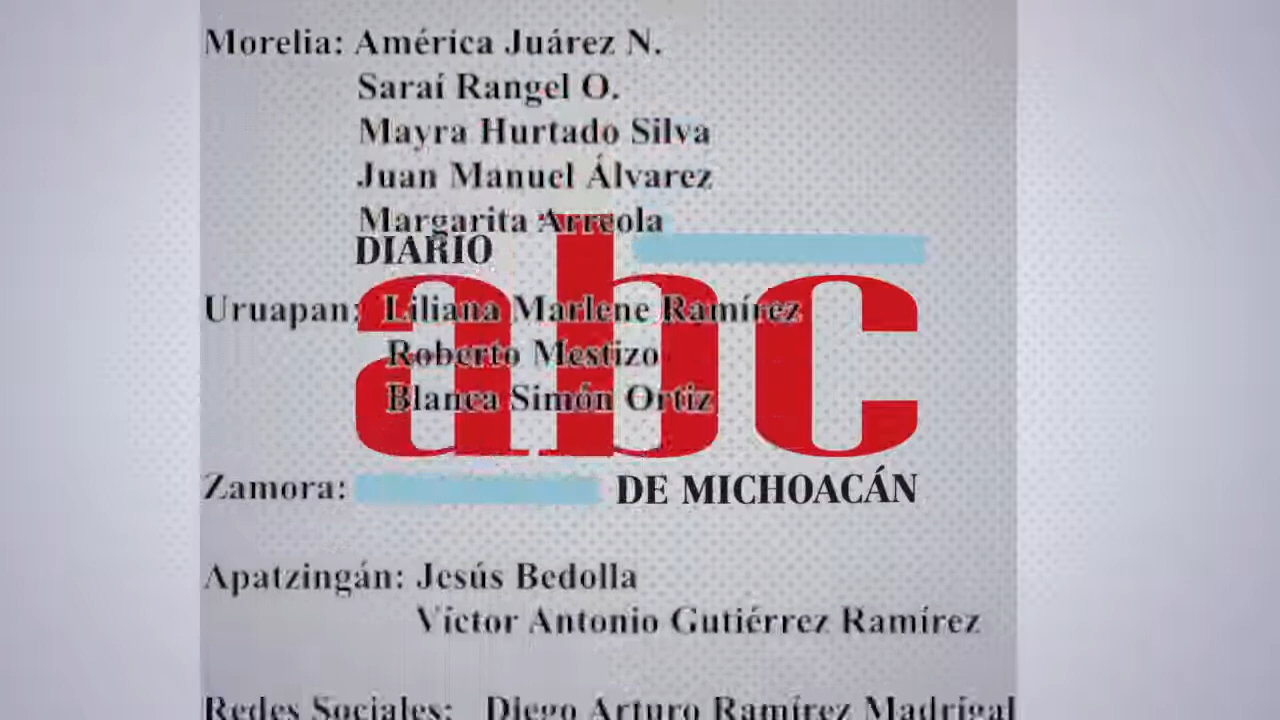 Morelia: América Juárez N.
Saraí Rangel O.
Mayra Hurtado Silva
Juan Manuel Álvarez
Margarita Arreola
DIARIO
abc
Uruapan: Liliana Marlene Ramírez
Roberto Mestizo
Blanca Simón Ortiz
Zamora:
DE MICHOACÁN
Apatzingán: Jesús Bedolla
Víctor Antonio Gutiérrez Ramírez
Redes Sociales: Diego Arturo Ramírez Madrigal